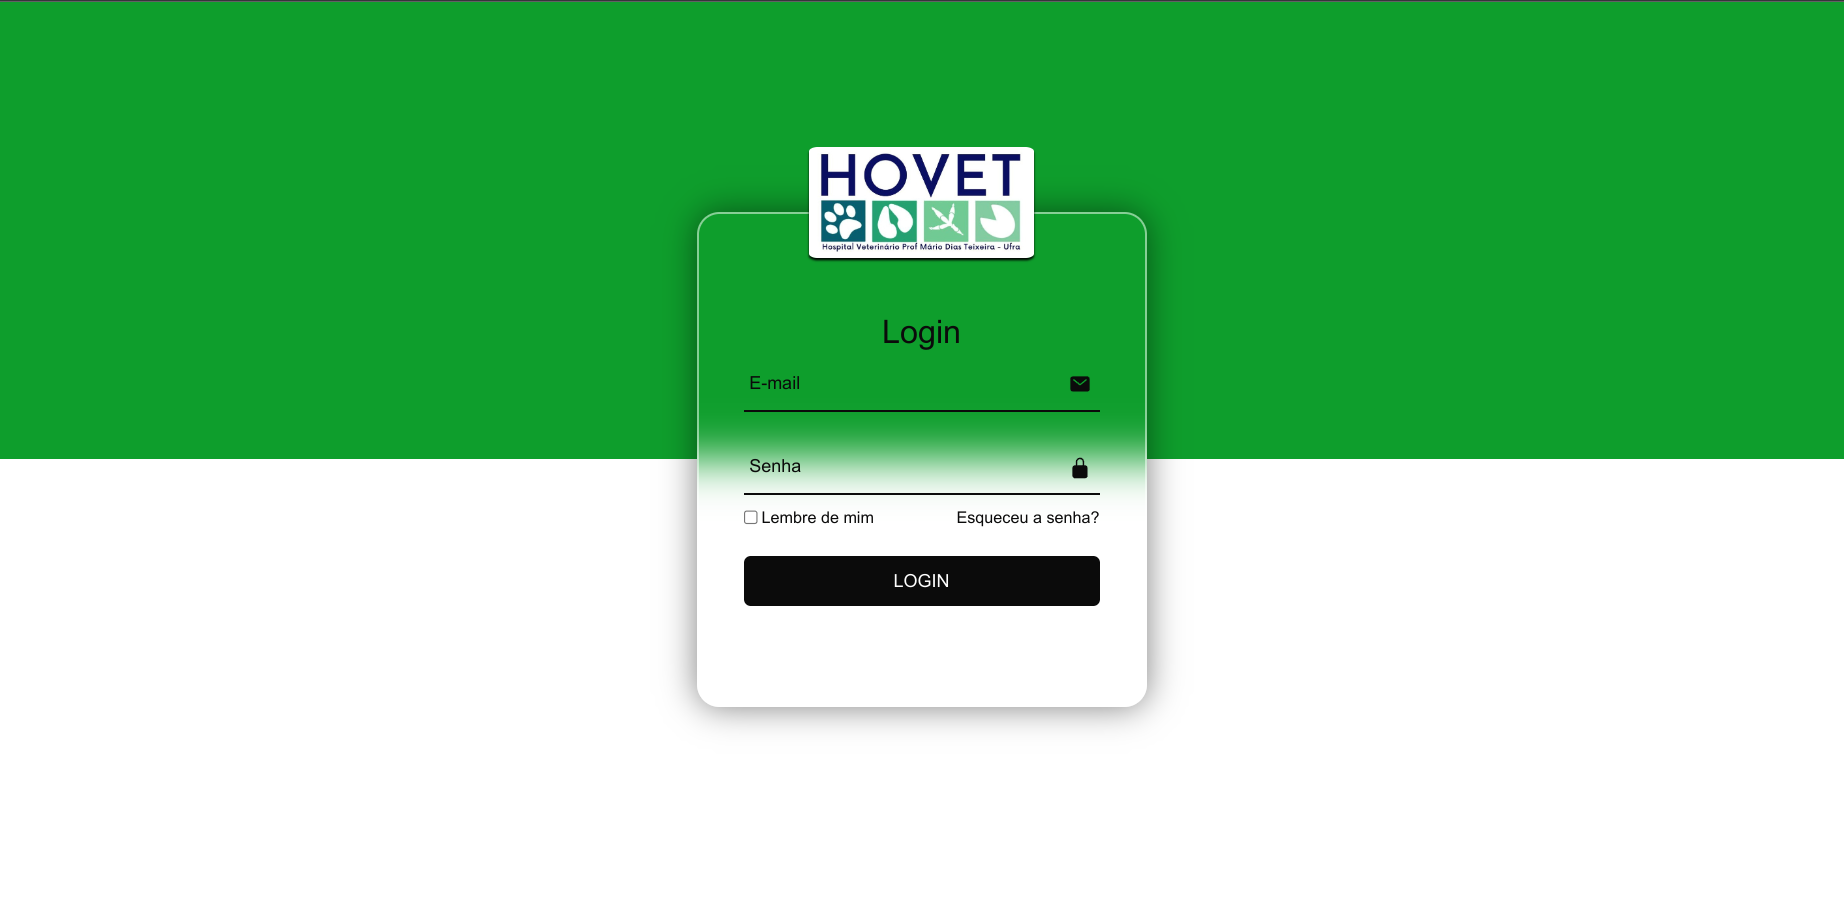 HOVET
Hospital Veterinário Prof Mário Dias Teixeira - Ufra
Login
E-mail
Senha
Lembre de mim Esqueceu a senha?
LOGIN